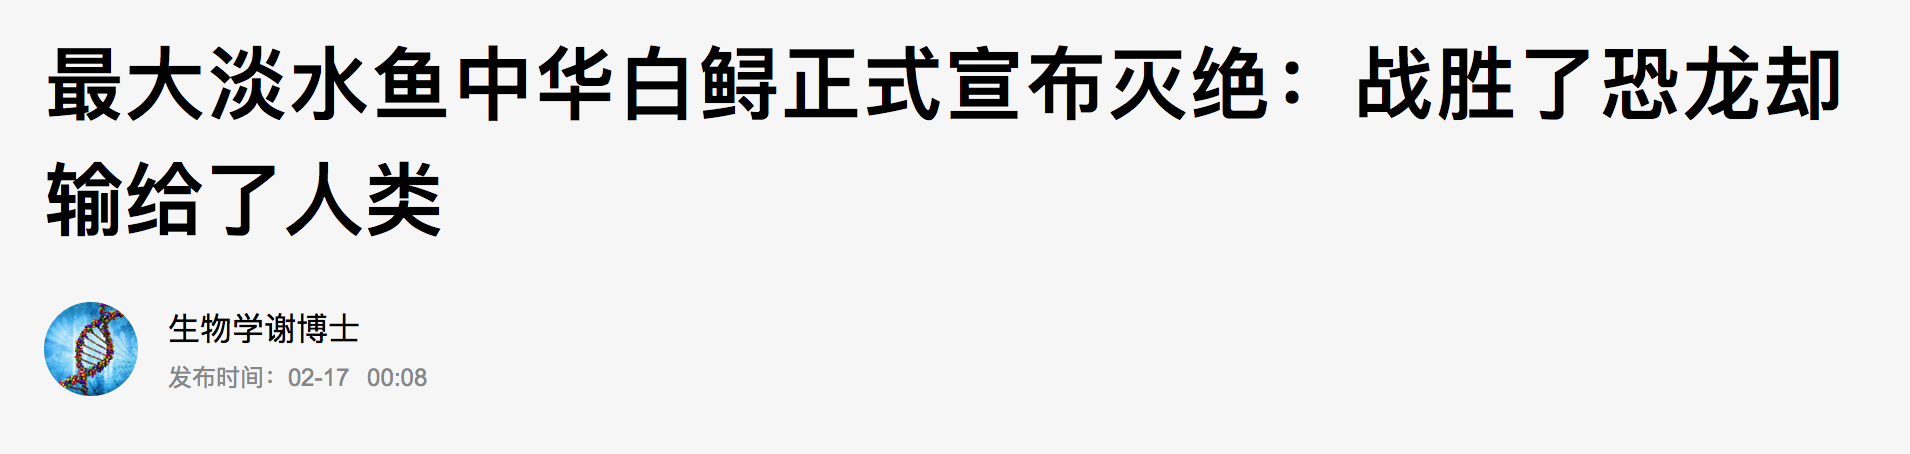 最大淡水鱼中华白鲟正式宣布灭绝：战胜了恐龙却
输给了人类
生物学谢博士
发布时间：02-17 00:08